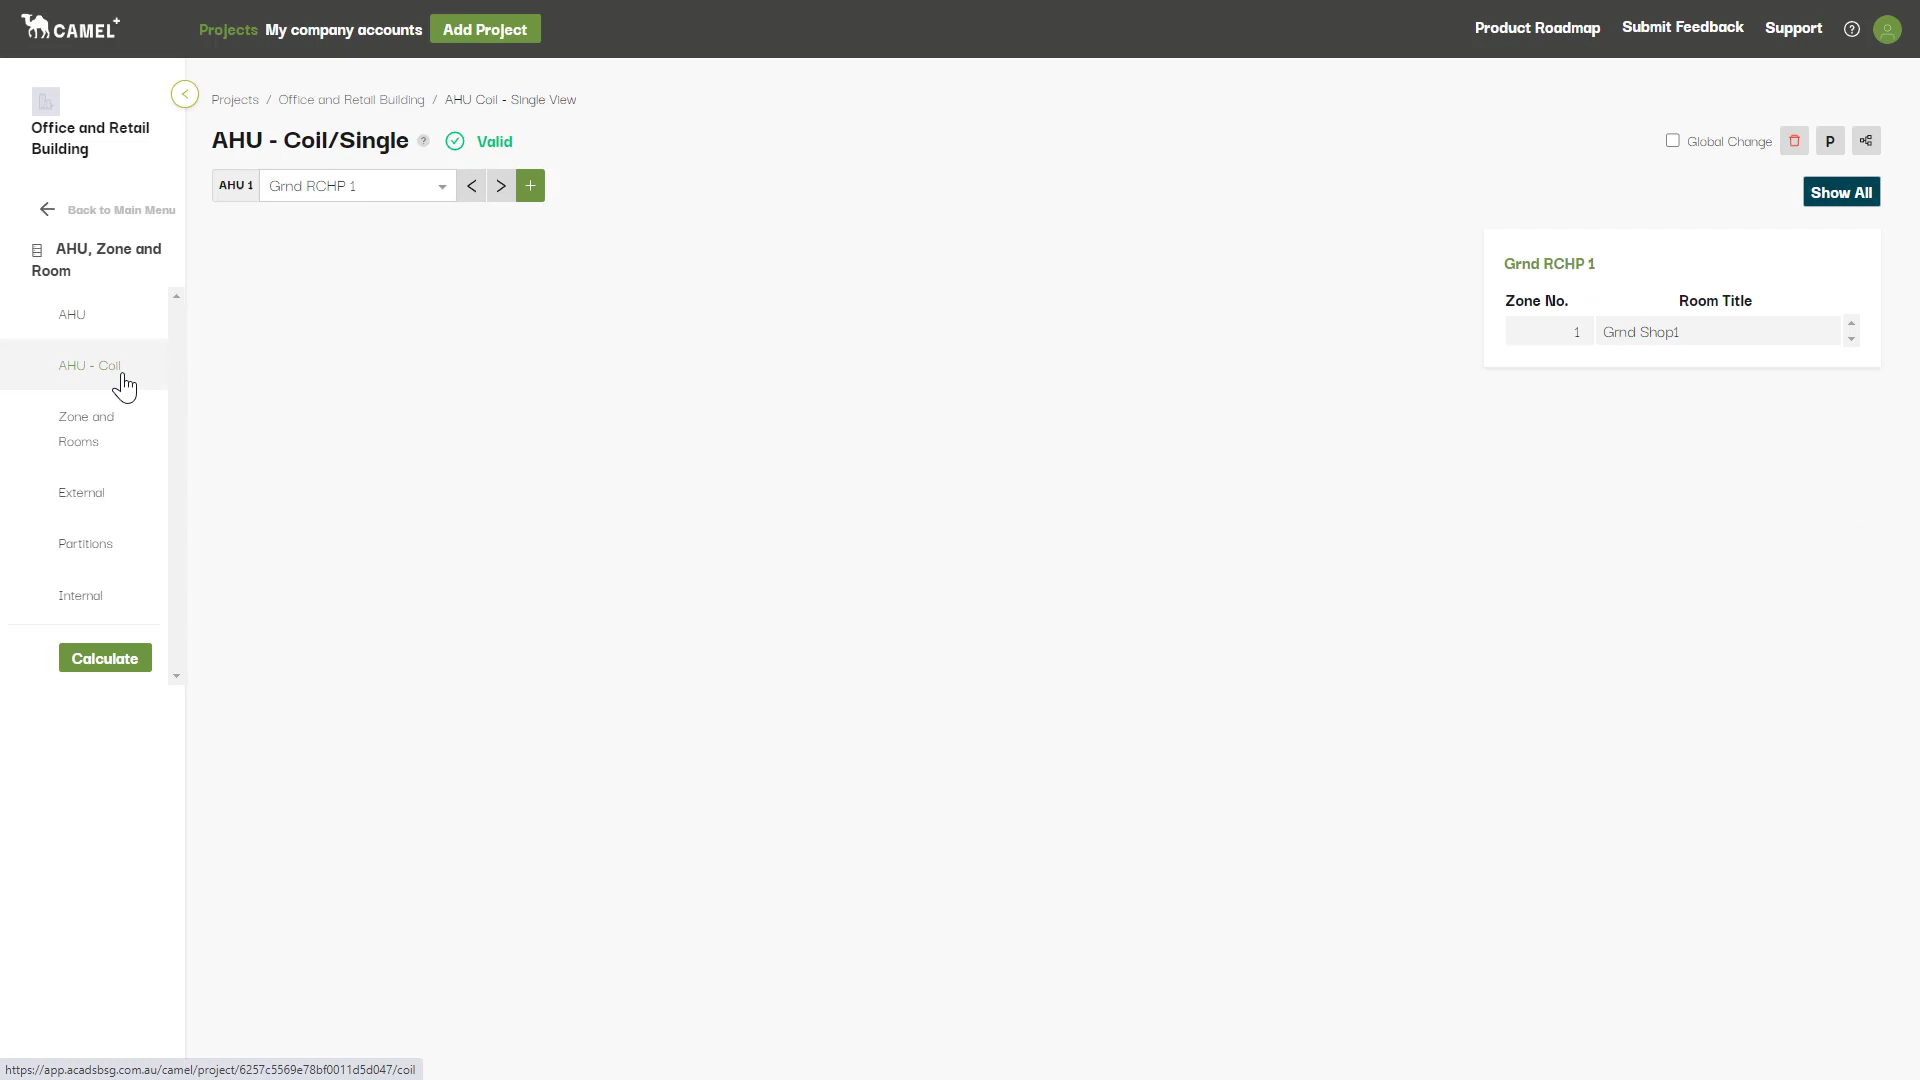 CAMEL+
Projects My company accounts Add Project
Product Roadmap Submit Feedback Support ?
Office and Retail
Building
Back to Main Menu
AHU, Zone and
Room
AHU
AHU - Coil
Zone and
Rooms
External
Partitions
Internal
Calculate
<
Projects / Office and Retail Building / AHU Coil - Single View
AHU - Coil/Single ? Valid
Global Change P
AHU 1 Grnd RCHP 1 < > +
Show All
Grnd RCHP 1
Zone No. Room Title
1 Grnd Shop1
https://app.acadsbsg.com.au/camel/project/6257c5569e78bf0011d5d047/coil